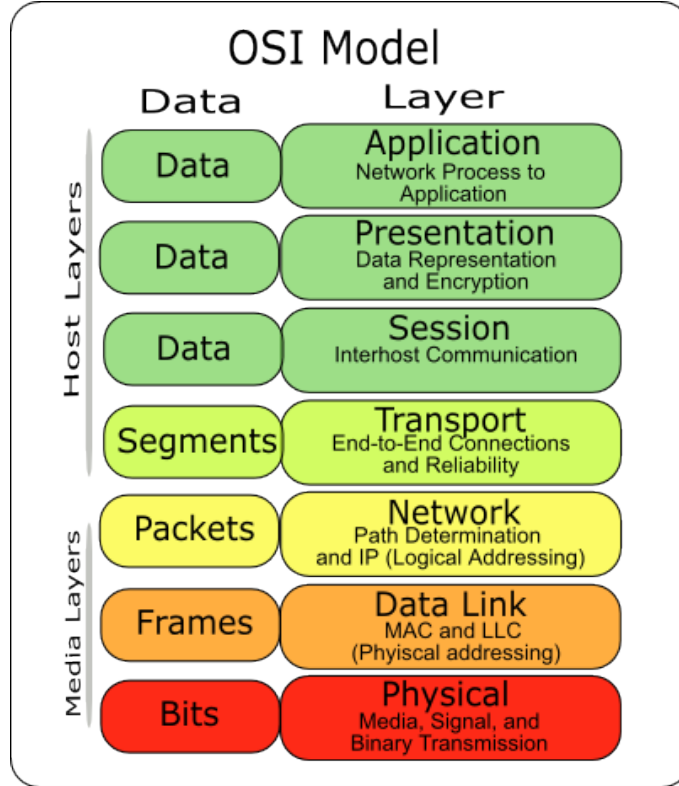 OSI Model
Data Layer
Host Layers
Data
Application
Network Process to
Application
Data
Presentation
Data Representation
and Encryption
Data
Session
Interhost Communication
Segments
Transport
End-to-End Connections
and Reliability
Media Layers
Packets
Network
Path Determination
and IP (Logical Addressing)
Frames
Data Link
MAC and LLC
(Phyiscal addressing)
Bits
Physical
Media, Signal, and
Binary Transmission